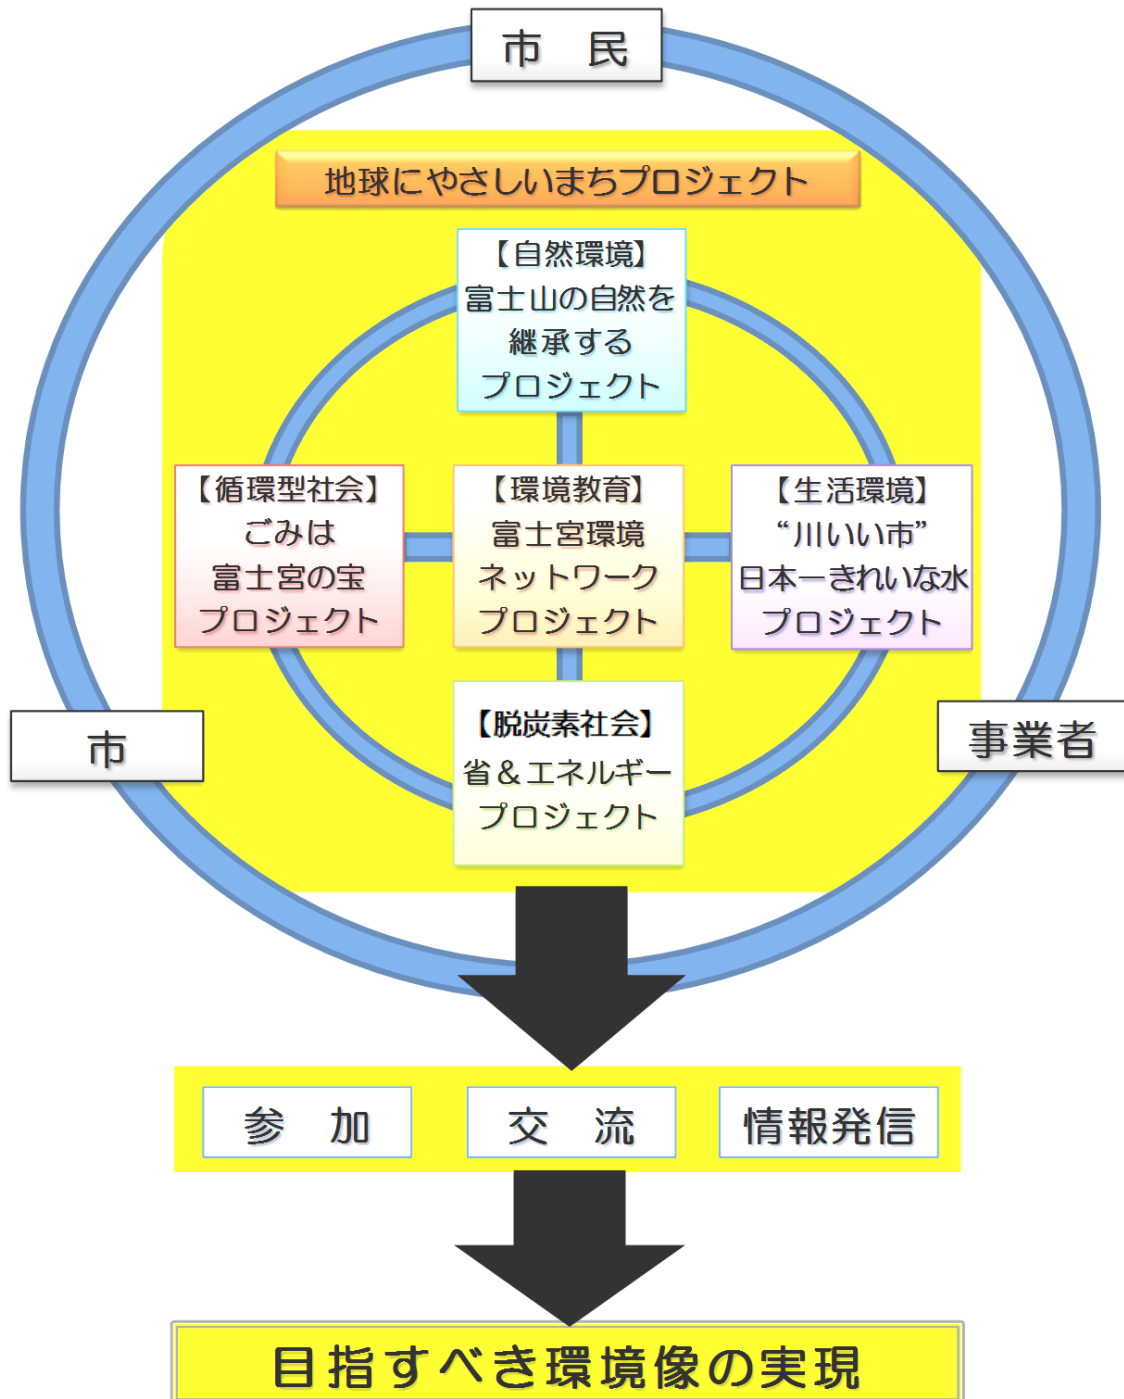 市　民
地球にやさしいまちプロジェクト
【自然環境】
富士山の自然を
継承する
プロジェクト
【循環型社会】
ごみは
富士宮の宝
プロジェクト
【環境教育】
富士宮環境
ネットワーク
プロジェクト
【生活環境】
“川いい市”
日本一きれいな水
プロジェクト
【脱炭素社会】
省＆エネルギー
プロジェクト
市
事業者
参　加
交　流
情報発信
目指すべき環境像の実現